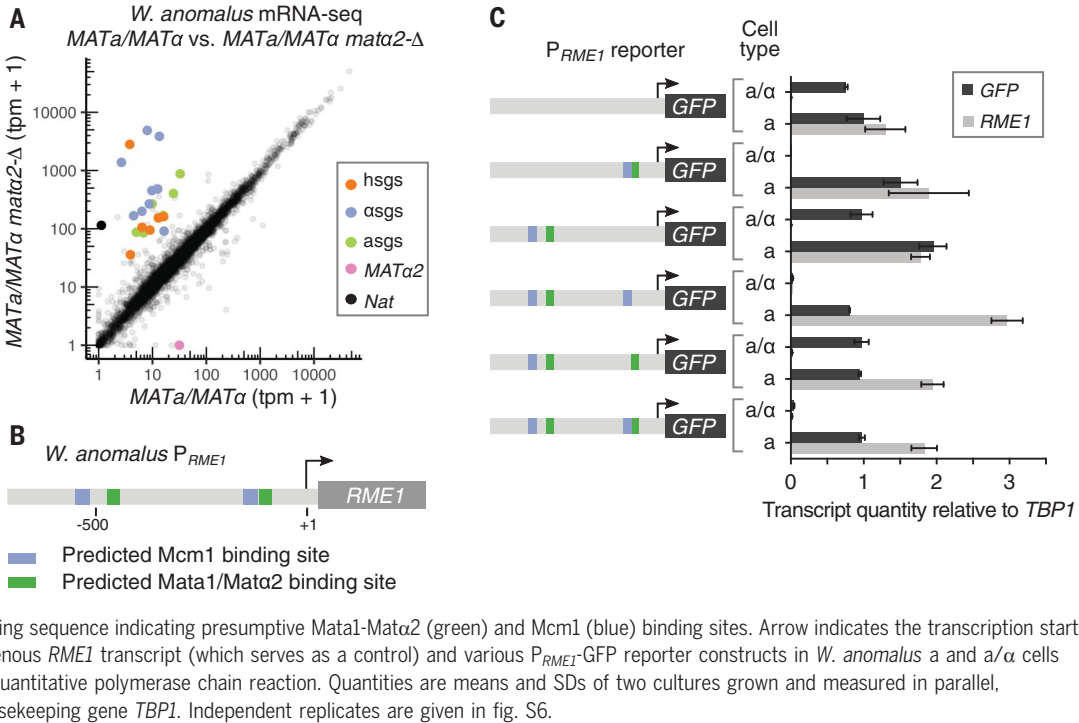 A
W. anomalus mRNA-seq
MATa/MATα vs. MATa/MATα matα2-Δ
MATa/MATα matα2-Δ (tpm + 1)
10000
1000
100
10
1
1 10 100 1000 10000
MATa/MATα (tpm + 1)
hsgs
αsgs
asgs
MATα2
Nat
B
W. anomalus PRME1
RME1
-500
+1
Predicted Mcm1 binding site
Predicted Mata1/Matα2 binding site
C
PRME1 reporter
Cell
type
GFP
RME1
GFP
a/α
a
GFP
a/α
a
GFP
a/α
a
GFP
a/α
a
GFP
a/α
a
GFP
a/α
a
0 1 2 3
Transcript quantity relative to TBP1
ing sequence indicating presumptive Mata1-Matα2 (green) and Mcm1 (blue) binding sites. Arrow indicates the transcription start
enous RME1 transcript (which serves as a control) and various PRME1-GFP reporter constructs in W. anomalus a and a/α cells
uantitative polymerase chain reaction. Quantities are means and SDs of two cultures grown and measured in parallel,
sekeeping gene TBP1. Independent replicates are given in fig. S6.